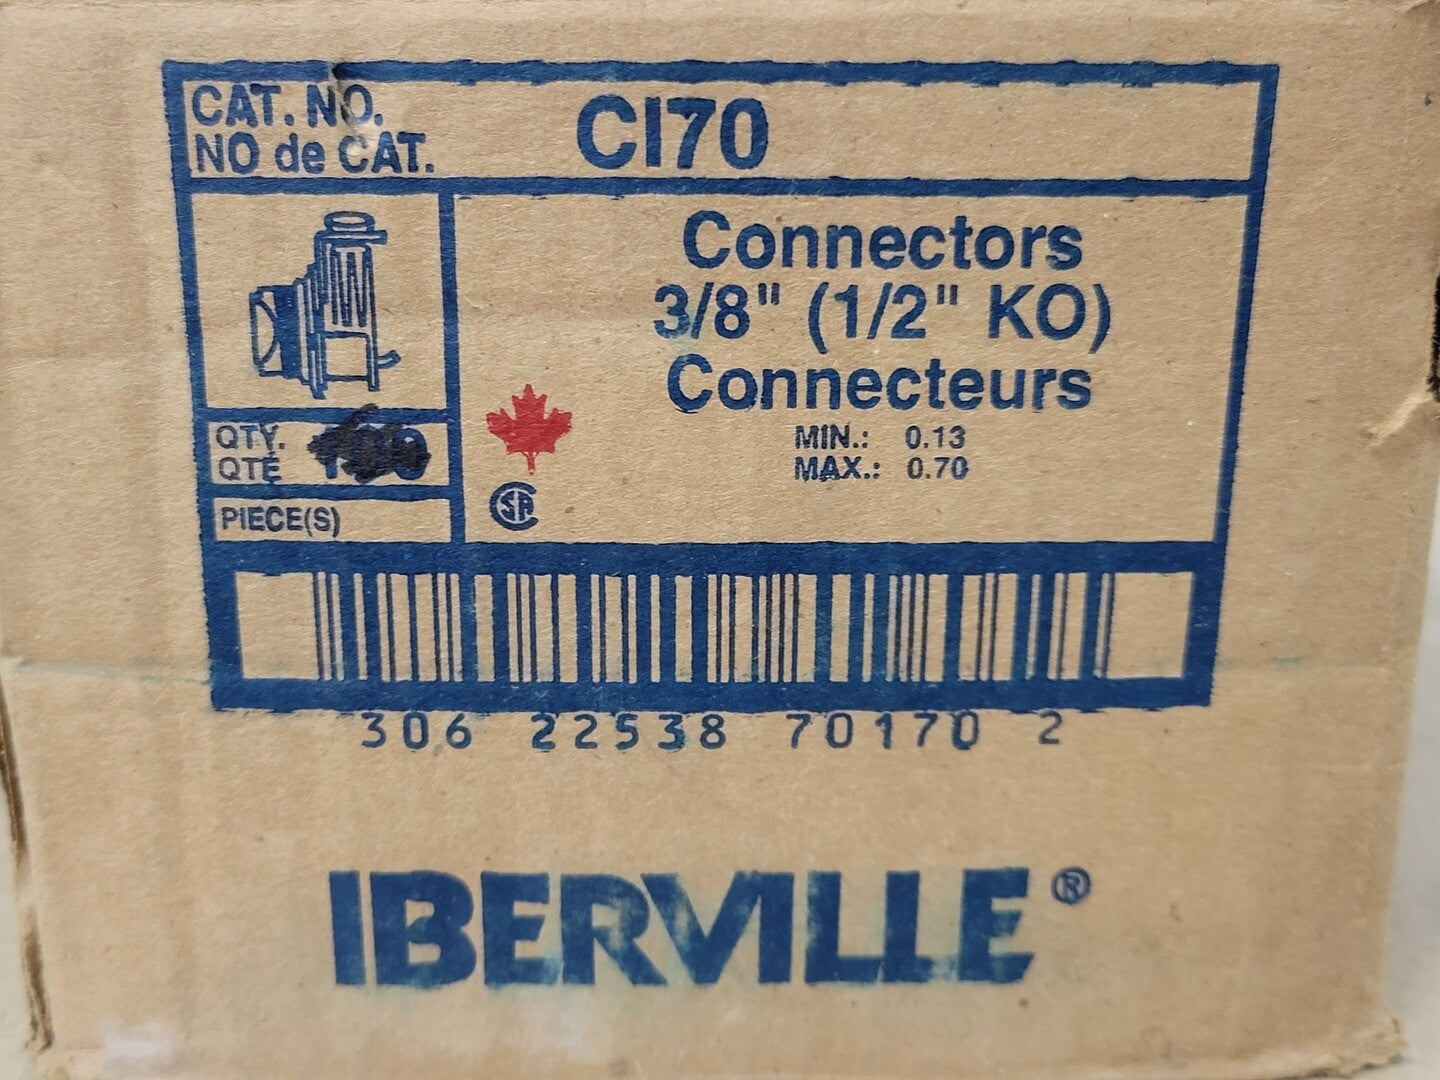 CAT. NO.
NO de CAT.
CI70
Connectors
3/8" (1/2" KO)
Connecteurs
MIN.: 0.13
MAX.: 0.70
QTY.
QTÉ
PIECE(S)
CSA
306 22538 70170 2
IBERVILLE®